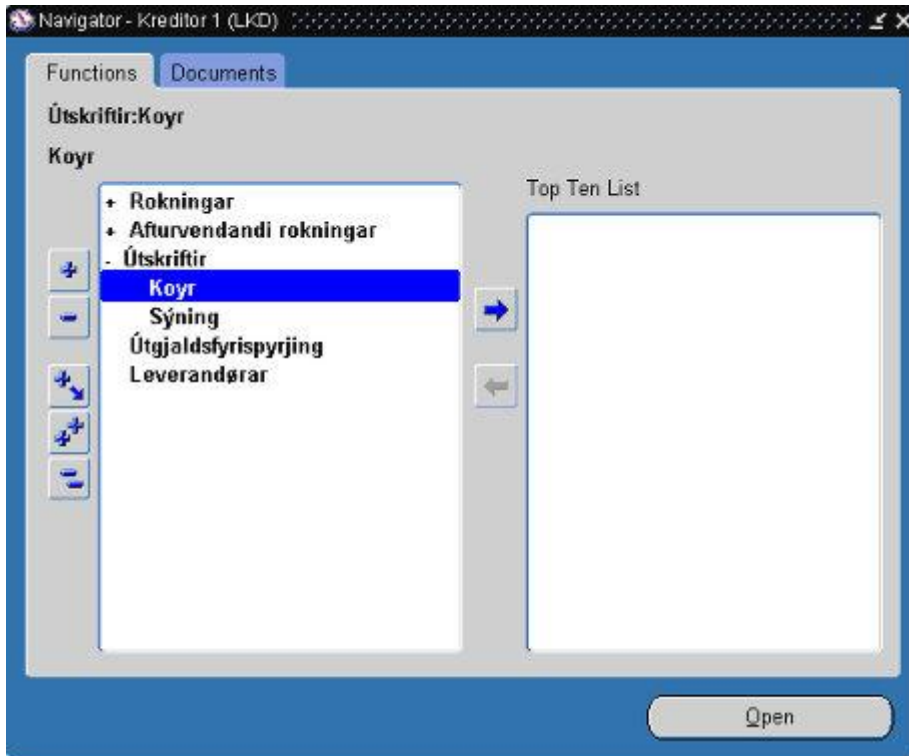 Navigator - Kreditor 1 (LKD)
Functions
Documents
Útskriftir:Koyr
Koyr
+ Rokningar
+ Afturvendandi rokningar
- Útskriftir
Koyr
Sýning
Útgjaldsfyrispyrjing
Leverandørar
Top Ten List
Open